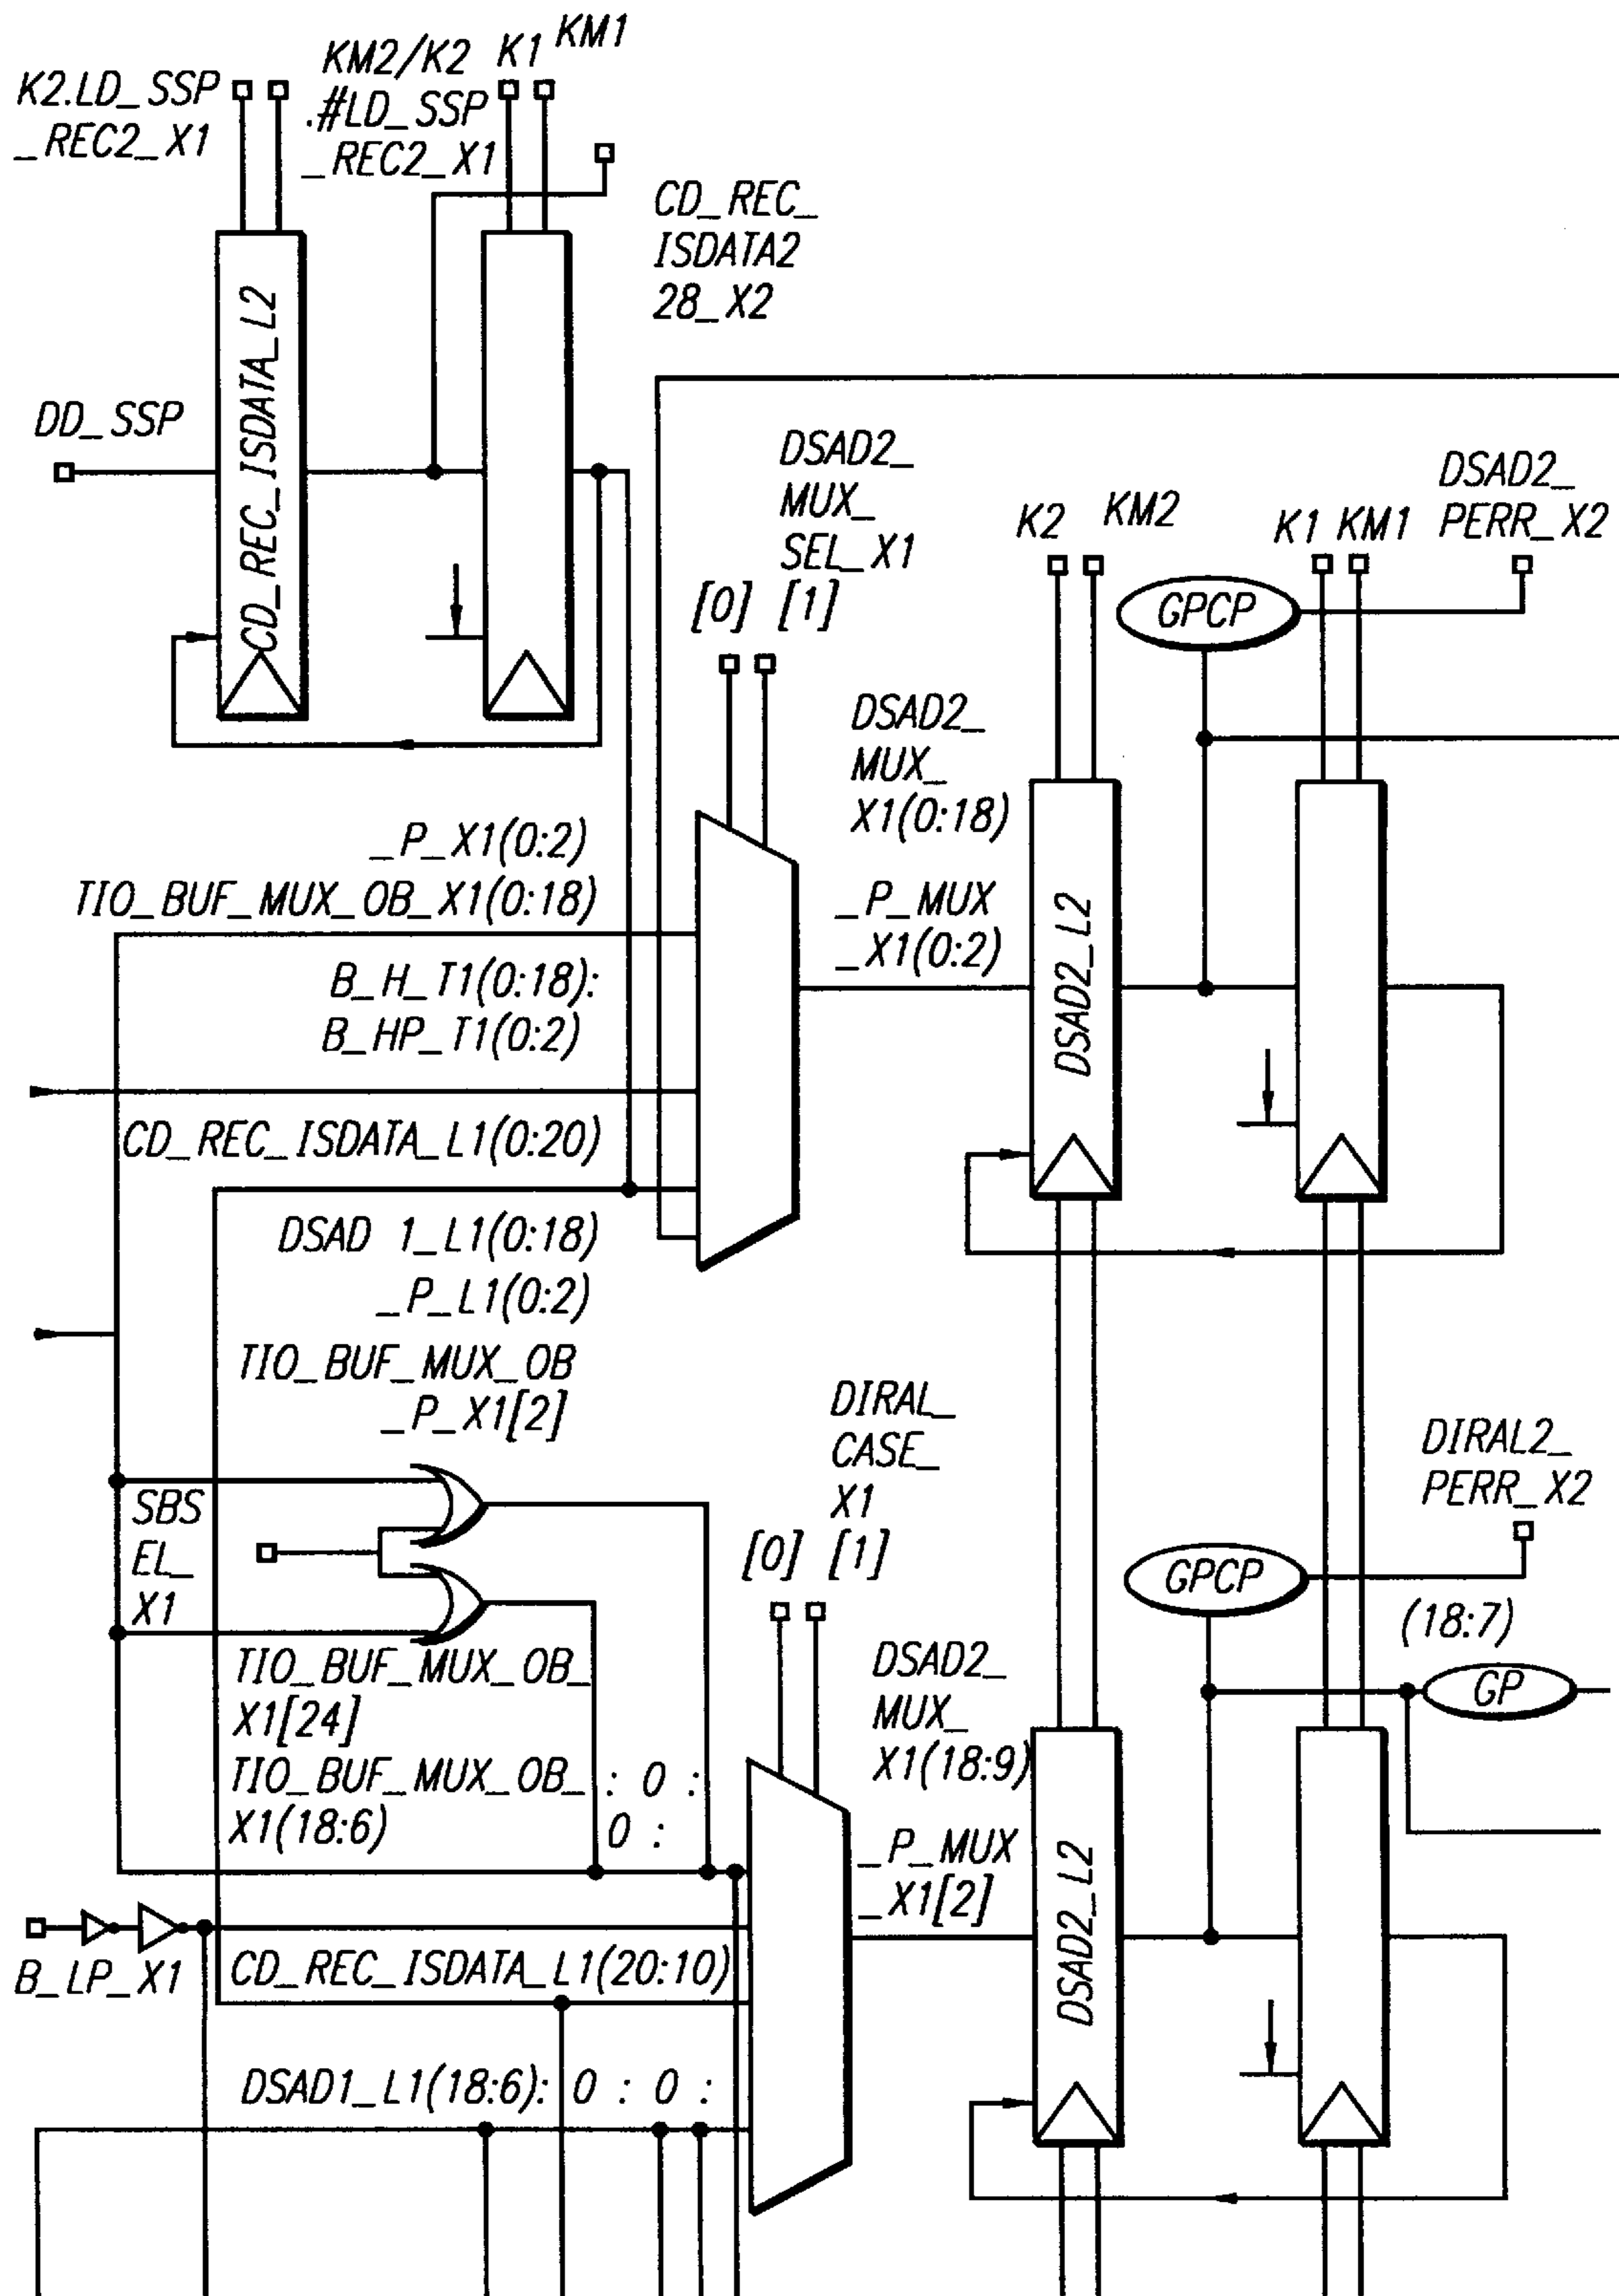 K2.LD_SSP
_REC2_X1
KM2/K2
.#LD_SSP
_REC2_X1
K1
KM1
CD_REC_
ISDATA2
28_X2
CD_REC_ISDATA_L2
DD_SSP
DSAD2_
MUX_
SEL_X1
[0] [1]
K2
KM2
K1 KM1
DSAD2_
PERR_X2
GPCP
DSAD2_
MUX_
X1(0:18)
_P_MUX
_X1(0:2)
DSAD2_L2
_P_X1(0:2)
TIO_BUF_MUX_OB_X1(0:18)
B_H_T1(0:18):
B_HP_T1(0:2)
CD_REC_ISDATA_L1(0:20)
DSAD 1_L1(0:18)
_P_L1(0:2)
TIO_BUF_MUX_OB
_P_X1[2]
SBS
EL_
X1
DIRAL_
CASE_
X1
[0] [1]
DIRAL2_
PERR_X2
GPCP
(18:7)
GP
TIO_BUF_MUX_OB_
X1[24]
TIO_BUF_MUX_OB_: 0 :
X1(18:6) 0 :
DSAD2_
MUX_
X1(18:9)
_P_MUX
_X1[2]
DSAD2_L2
B_LP_X1
CD_REC_ISDATA_L1(20:10)
DSAD1_L1(18:6): 0 : 0 :